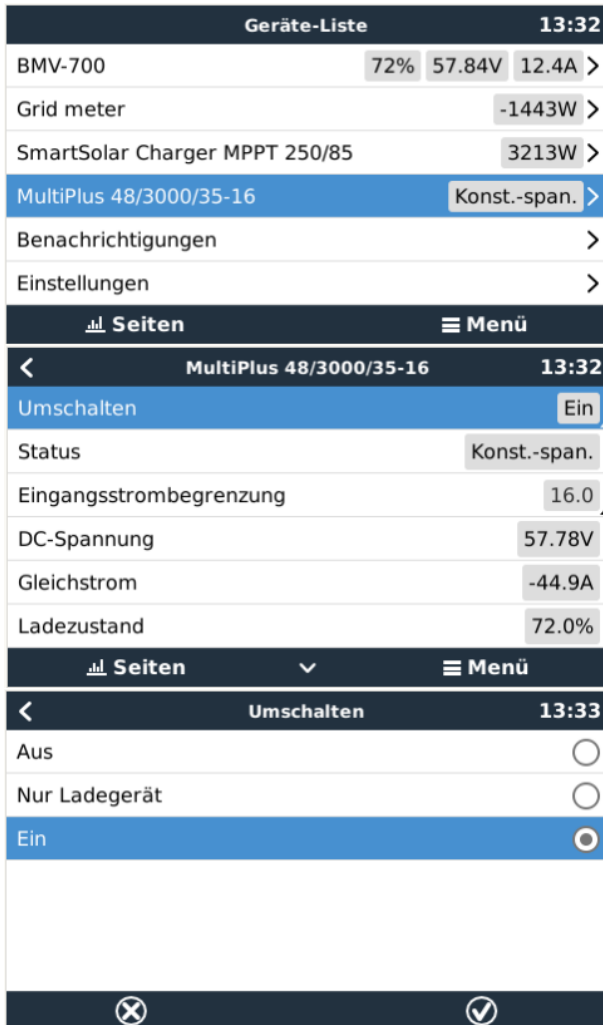 Geräte-Liste 13:32
BMV-700 72% 57.84V 12.4A
Grid meter -1443W
SmartSolar Charger MPPT 250/85 3213W
MultiPlus 48/3000/35-16 Konst.-span.
Benachrichtigungen
Einstellungen
Seiten Menü
MultiPlus 48/3000/35-16 13:32
Umschalten Ein
Status Konst.-span.
Eingangsstrombegrenzung 16.0
DC-Spannung 57.78V
Gleichstrom -44.9A
Ladezustand 72.0%
Seiten Menü
Umschalten 13:33
Aus
Nur Ladegerät
Ein